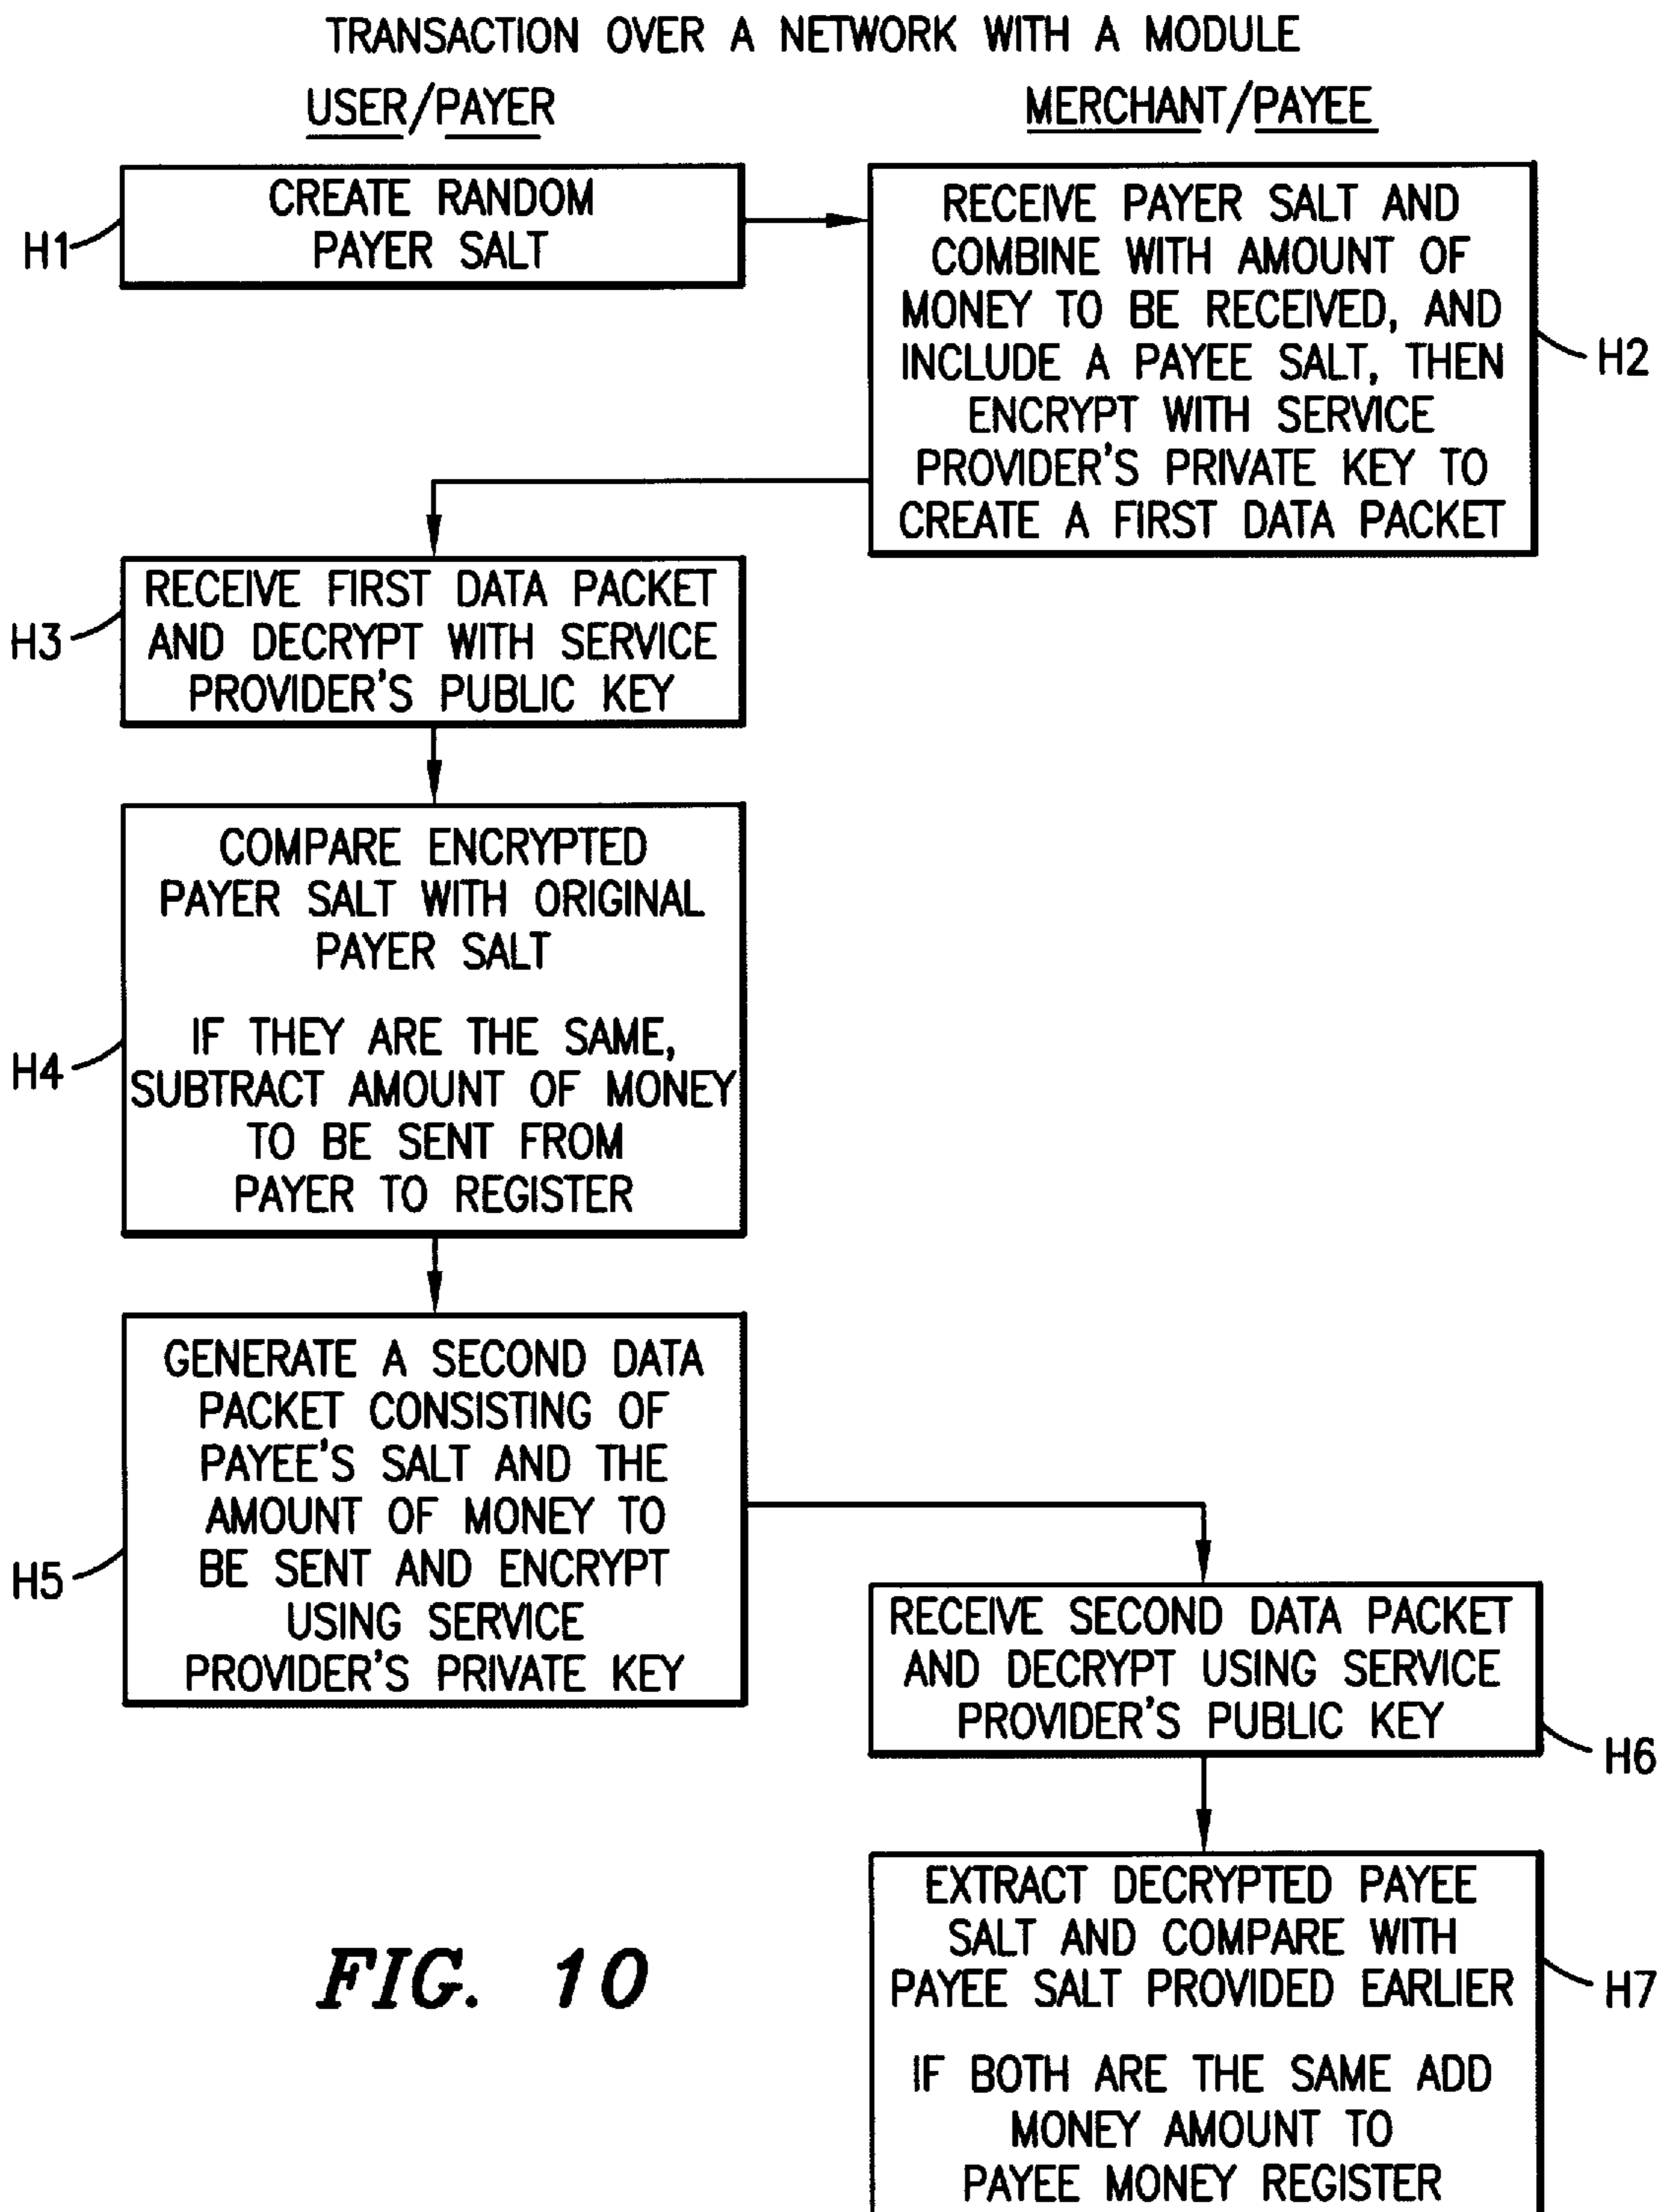 TRANSACTION OVER A NETWORK WITH A MODULE
USER/PAYER
MERCHANT/PAYEE
H1
CREATE RANDOM
PAYER SALT
RECEIVE PAYER SALT AND
COMBINE WITH AMOUNT OF
MONEY TO BE RECEIVED, AND
INCLUDE A PAYEE SALT, THEN
ENCRYPT WITH SERVICE
PROVIDER'S PRIVATE KEY TO
CREATE A FIRST DATA PACKET
H2
H3
RECEIVE FIRST DATA PACKET
AND DECRYPT WITH SERVICE
PROVIDER'S PUBLIC KEY
H4
COMPARE ENCRYPTED
PAYER SALT WITH ORIGINAL
PAYER SALT
IF THEY ARE THE SAME,
SUBTRACT AMOUNT OF MONEY
TO BE SENT FROM
PAYER TO REGISTER
H5
GENERATE A SECOND DATA
PACKET CONSISTING OF
PAYEE'S SALT AND THE
AMOUNT OF MONEY TO
BE SENT AND ENCRYPT
USING SERVICE
PROVIDER'S PRIVATE KEY
RECEIVE SECOND DATA PACKET
AND DECRYPT USING SERVICE
PROVIDER'S PUBLIC KEY
H6
EXTRACT DECRYPTED PAYEE
SALT AND COMPARE WITH
PAYEE SALT PROVIDED EARLIER
IF BOTH ARE THE SAME ADD
MONEY AMOUNT TO
PAYEE MONEY REGISTER
H7
FIG. 10